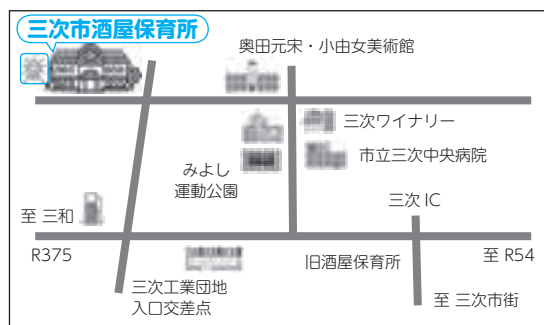 三次市酒屋保育所
奥田元宋・小由女美術館
三次ワイナリー
市立三次中央病院
みよし
運動公園
三次 IC
至 三和
R375
旧酒屋保育所
至 R54
三次工業団地
入口交差点
至 三次市街